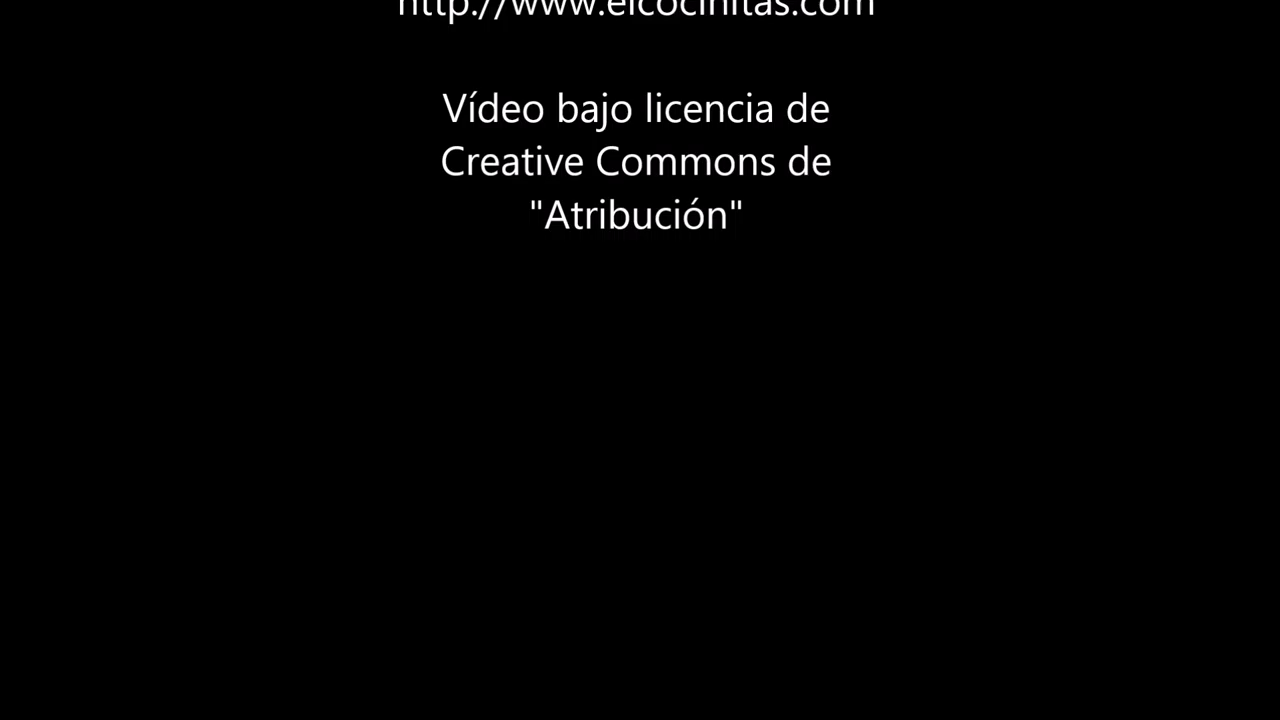 http://www.elcocinitas.com
Vídeo bajo licencia de
Creative Commons de
"Atribución"